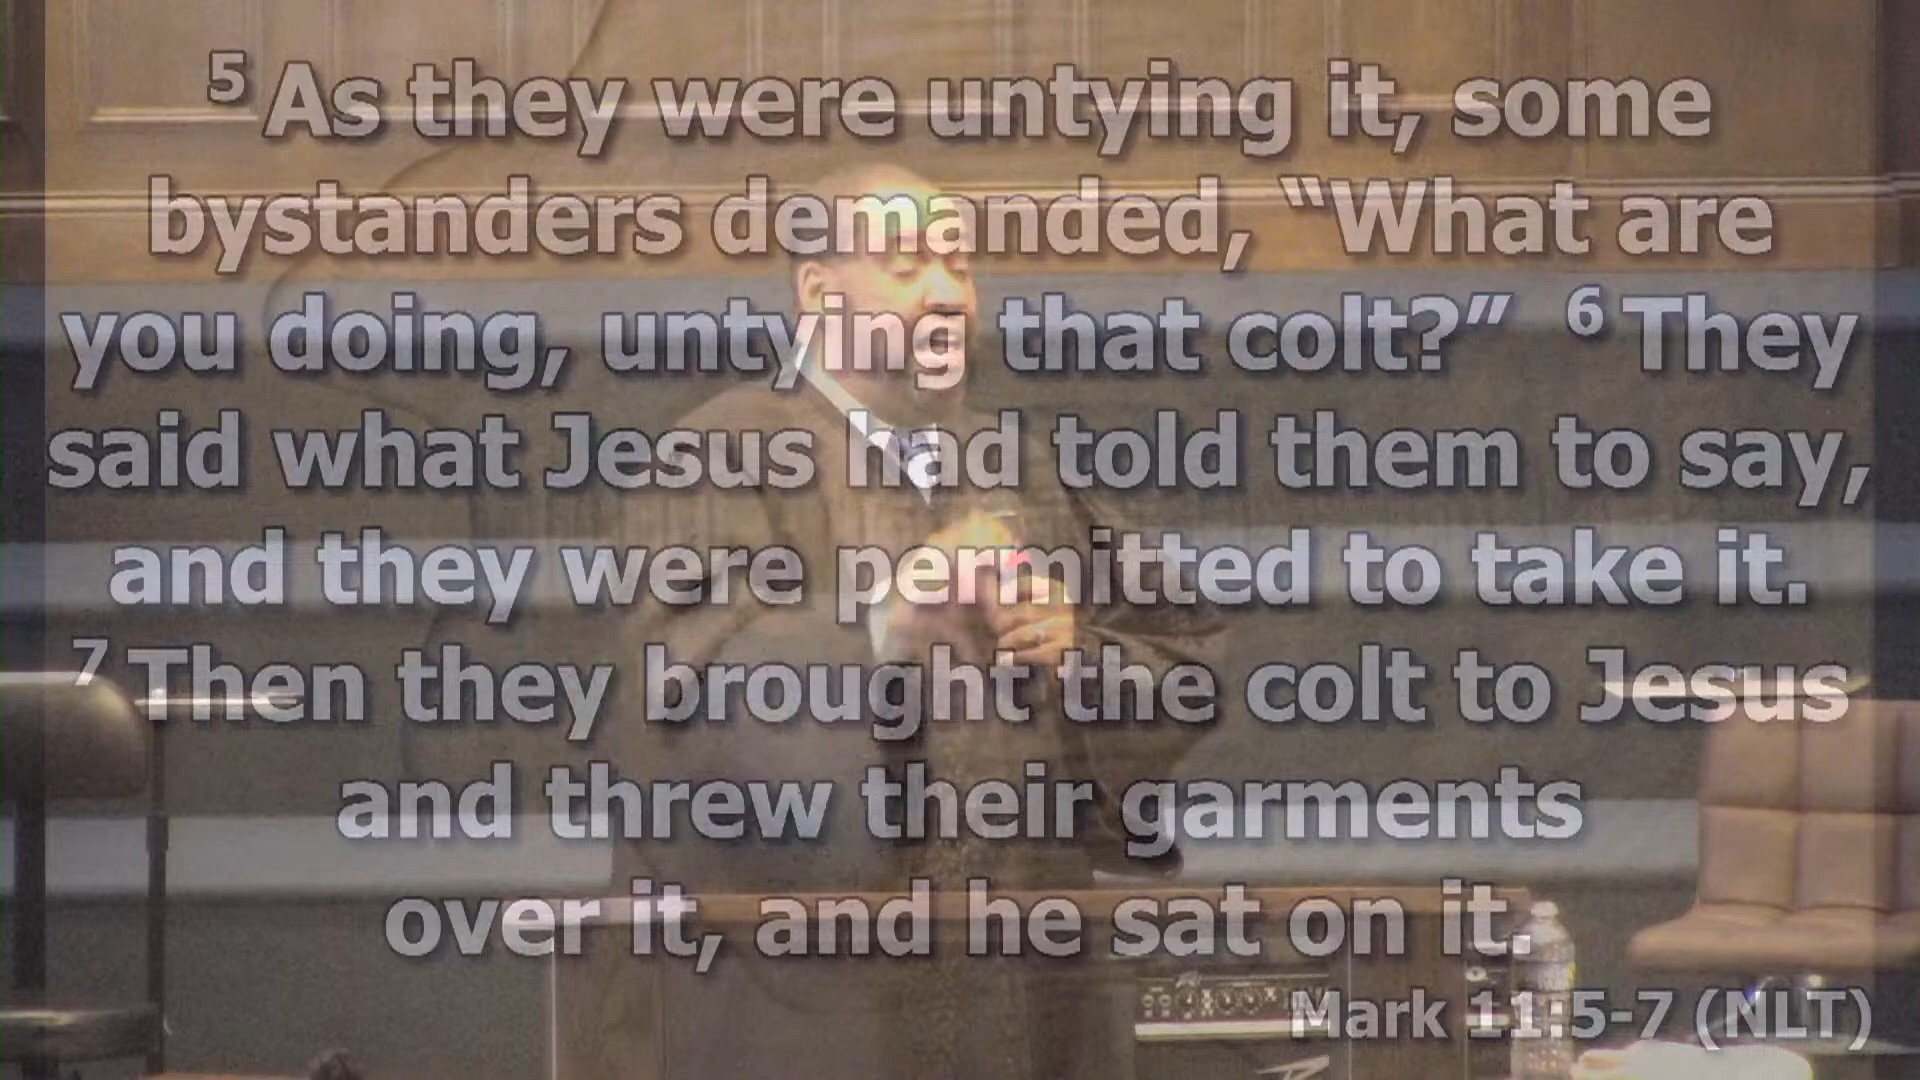 5 As they were untying it, some
bystanders demanded, “What are
you doing, untying that colt?” 6 They
said what Jesus had told them to say,
and they were permitted to take it.
7 Then they brought the colt to Jesus
and threw their garments
over it, and he sat on it.
Mark 11:5-7 (NLT)